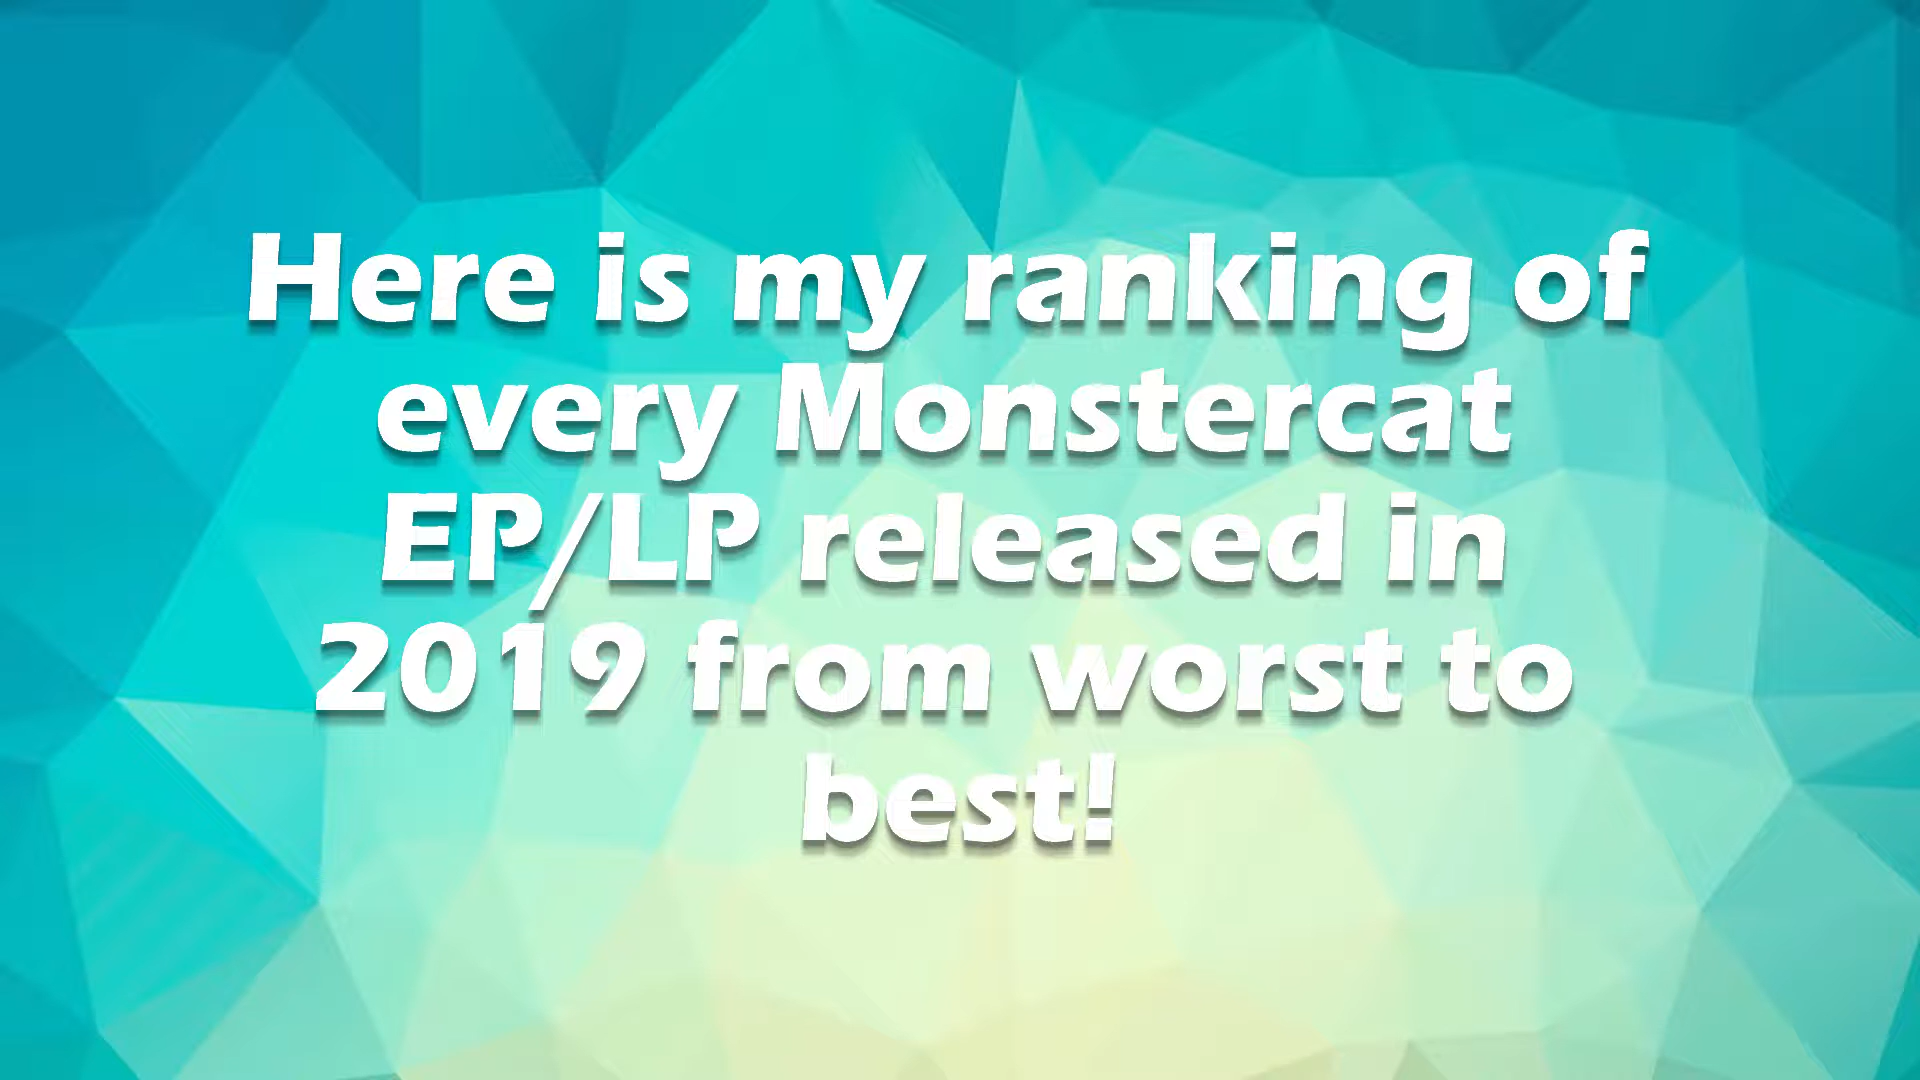 Here is my ranking of
every Monstercat
EP/LP released in
2019 from worst to
best!